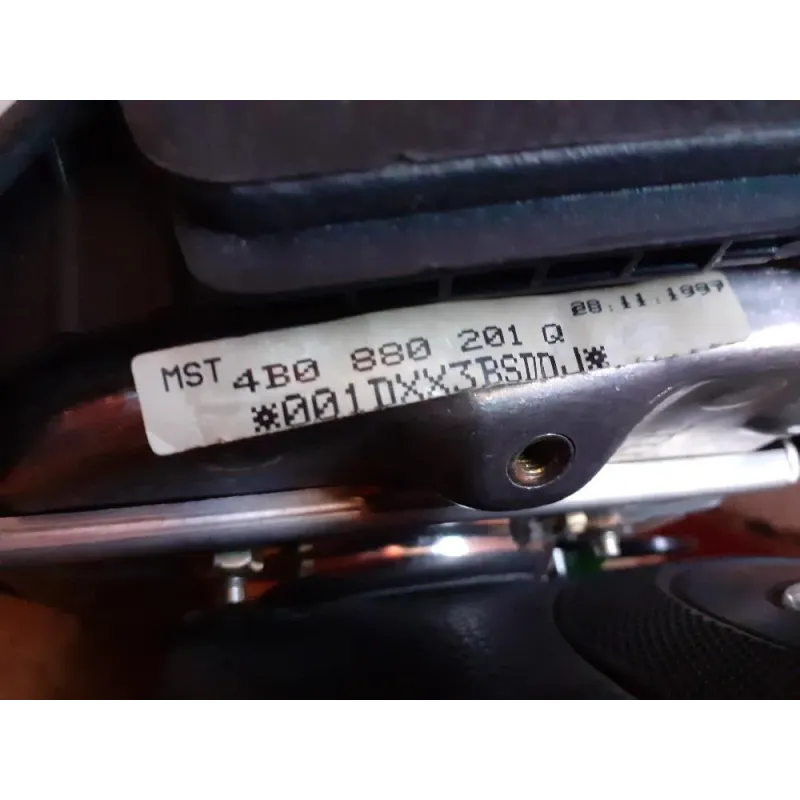 28.11.1997
MST 4B0 880 201 Q
*001DXX3BSDDJ*